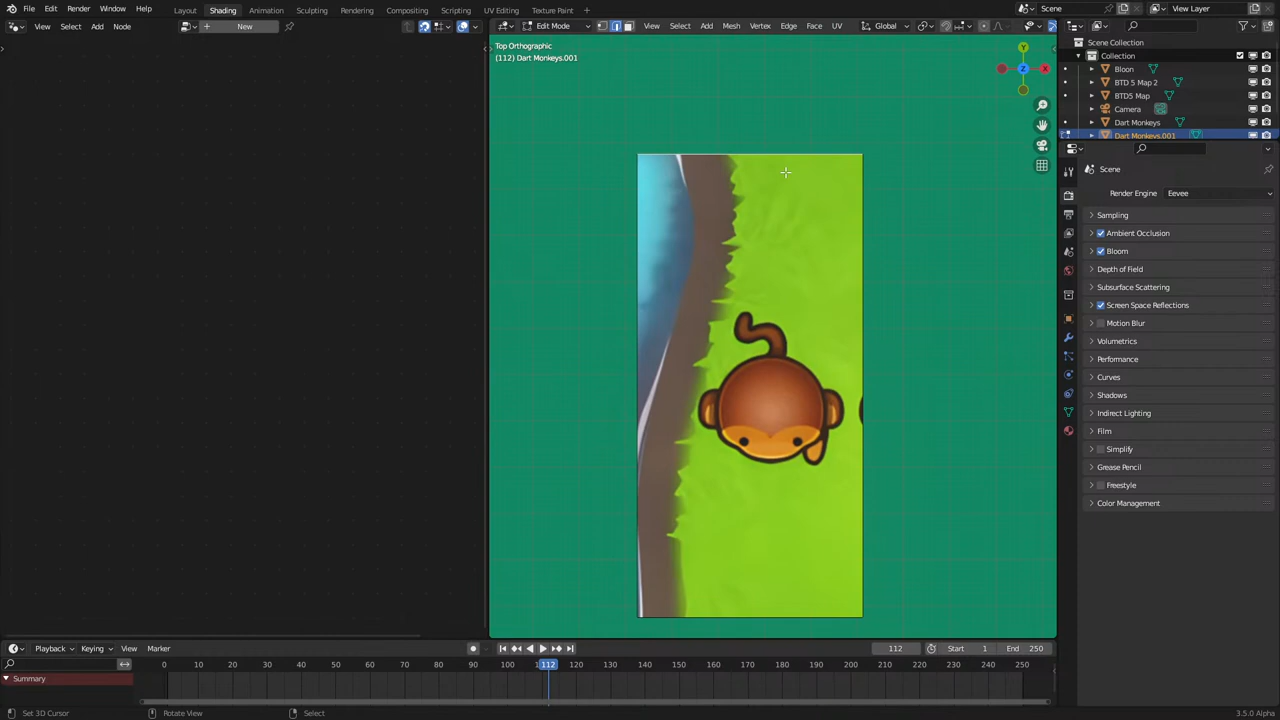 File Edit Render Window Help Layout Shading Animation Sculpting Rendering Compositing Scripting UV Editing Texture Paint Scene View Layer
View Select Add Node New Edit Mode View Select Add Mesh Vertex Edge Face UV Global
Top Orthographic
(112) Dart Monkeys.001
Y
Z
X
Scene Collection
Collection
Bloon
BTD 5 Map 2
BTD5 Map
Camera
Dart Monkeys
Dart Monkeys.001
Scene
Render Engine Eevee
Sampling
Ambient Occlusion
Bloom
Depth of Field
Subsurface Scattering
Screen Space Reflections
Motion Blur
Volumetrics
Performance
Curves
Shadows
Indirect Lighting
Film
Simplify
Grease Pencil
Freestyle
Color Management
Playback Keying View Marker 112 Start 1 End 250
0 10 20 30 40 50 60 70 80 90 100 112 120 130 140 150 160 170 180 190 200 210 220 230 240 250
Summary
Set 3D Cursor Rotate View Select 3.5.0 Alpha